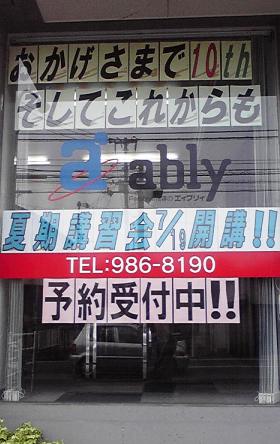 おかげさまで10th
そしてこれからも
a ably
エイブリィ
夏期講習会7/19開講!!
TEL:986-8190
予約受付中!!